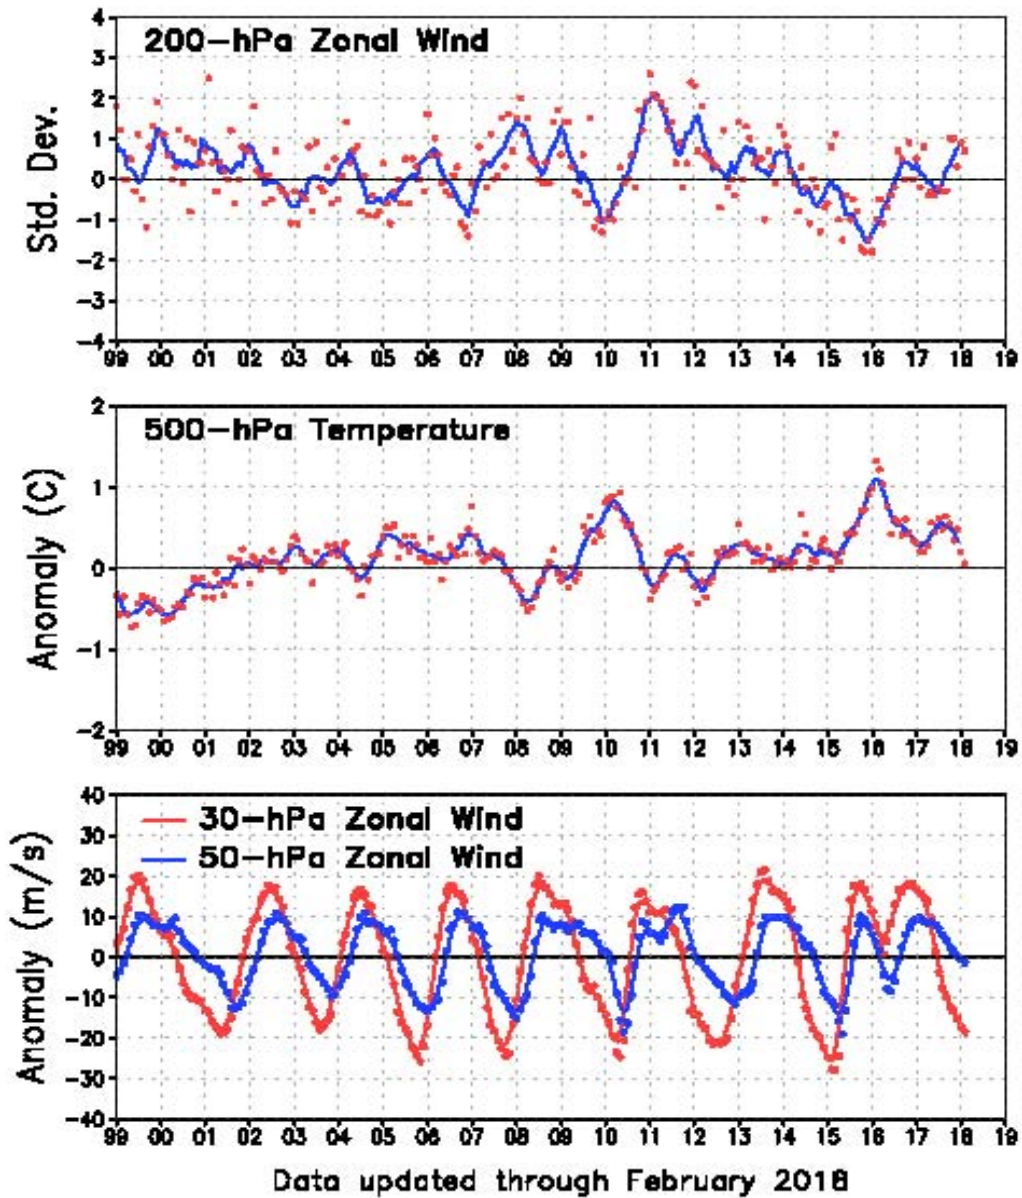 200-hPa Zonal Wind
Std. Dev.
4
3
2
1
0
-1
-2
-3
-4
99 00 01 02 03 04 05 06 07 08 09 10 11 12 13 14 15 16 17 18 19
500-hPa Temperature
Anomaly (C)
2
1
0
-1
-2
99 00 01 02 03 04 05 06 07 08 09 10 11 12 13 14 15 16 17 18 19
30-hPa Zonal Wind
50-hPa Zonal Wind
Anomaly (m/s)
40
30
20
10
0
-10
-20
-30
-40
99 00 01 02 03 04 05 06 07 08 09 10 11 12 13 14 15 16 17 18 19
Data updated through February 2018